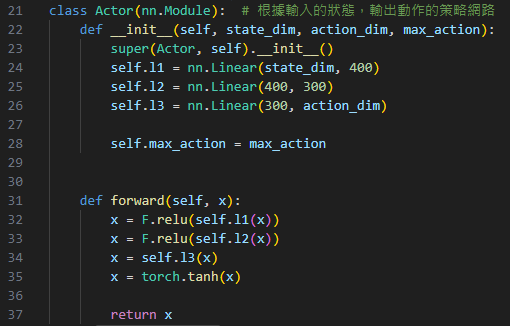 21 class Actor(nn.Module):  # 根據輸入的狀態，輸出動作的策略網路
22     def __init__(self, state_dim, action_dim, max_action):
23         super(Actor, self).__init__()
24         self.l1 = nn.Linear(state_dim, 400)
25         self.l2 = nn.Linear(400, 300)
26         self.l3 = nn.Linear(300, action_dim)
27
28         self.max_action = max_action
29
30
31     def forward(self, x):
32         x = F.relu(self.l1(x))
33         x = F.relu(self.l2(x))
34         x = self.l3(x)
35         x = torch.tanh(x)
36
37         return x